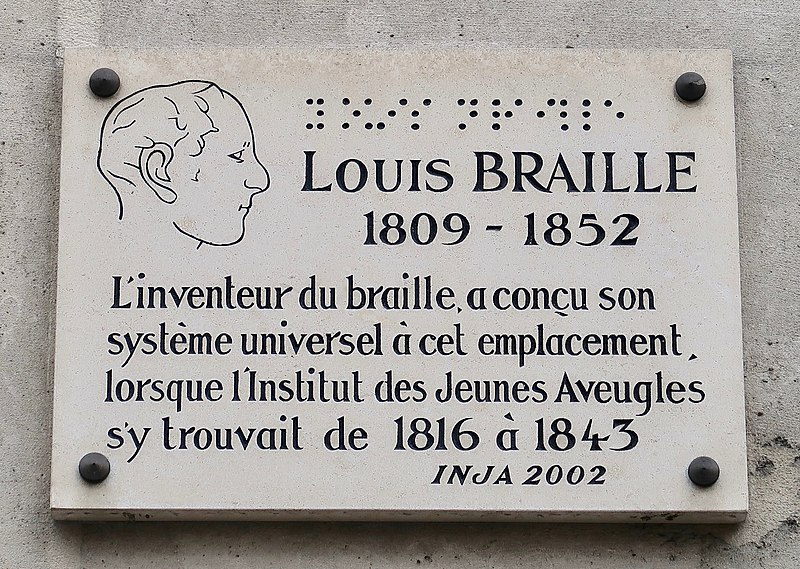 LOUIS BRAILLE
1809 - 1852
L'inventeur du braille, a conçu son
système universel à cet emplacement,
lorsque l'Institut des Jeunes Aveugles
s'y trouvait de 1816 à 1843
INJA 2002